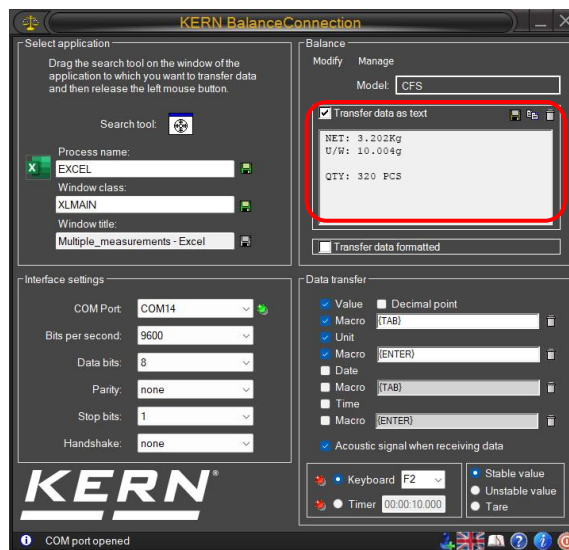 KERN BalanceConnection
Select application
Drag the search tool on the window of the
application to which you want to transfer data
and then release the left mouse button.
Search tool:
Process name:
EXCEL
Window class:
XLMAIN
Window title:
Multiple_measurements - Excel
Balance
Modify Manage
Model: CFS
Transfer data as text
NET: 3.202Kg
U/W: 10.004g
QTY: 320 PCS
Transfer data formatted
Interface settings
COM Port: COM14
Bits per second: 9600
Data bits: 8
Parity: none
Stop bits: 1
Handshake: none
Data transfer
Value Decimal point
Macro {TAB}
Unit
Macro {ENTER}
Date
Macro {TAB}
Time
Macro {ENTER}
Acoustic signal when receiving data
KERN®
Keyboard F2
Timer 00:00:10.000
Stable value
Unstable value
Tare
COM port opened